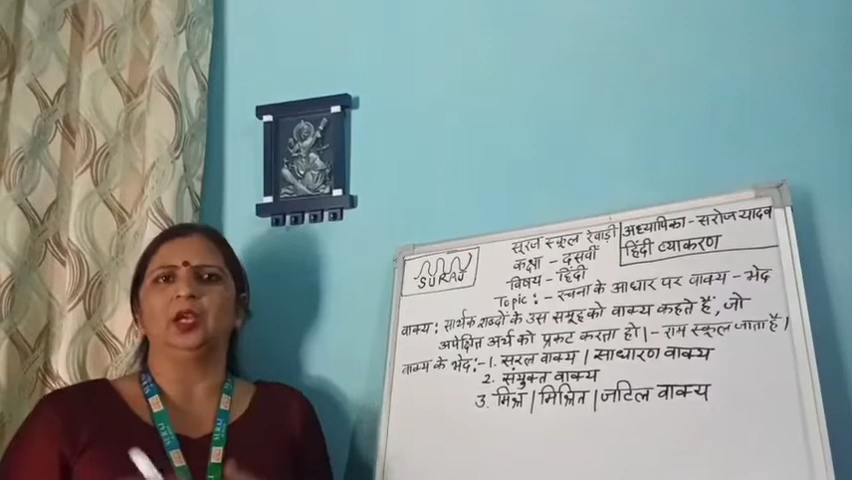 SURAJ
सूरज स्कूल रेवाड़ी
अध्यापिका - सरोज यादव
हिंदी व्याकरण
कक्षा - दसवीं
विषय - हिंदी
Topic : - रचना के आधार पर वाक्य - भेद
वाक्य : सार्थक शब्दों के उस समूह को वाक्य कहते हैं, जो
अपेक्षित अर्थ को प्रकट करता हो। - राम स्कूल जाता है।
वाक्य के भेद :- 1. सरल वाक्य / साधारण वाक्य
2. संयुक्त वाक्य
3. मिश्र / मिश्रित / जटिल वाक्य